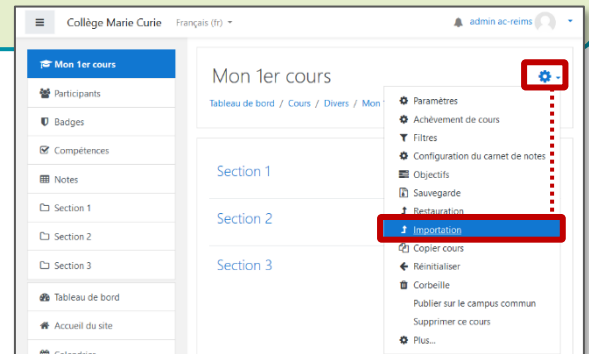 Collège Marie Curie Français (fr)
admin ac-reims
Mon 1er cours
Participants
Badges
Compétences
Notes
Section 1
Section 2
Section 3
Tableau de bord
Accueil du site
Calendrier
Mon 1er cours
Tableau de bord / Cours / Divers / Mon
Section 1
Section 2
Section 3
Paramètres
Achèvement de cours
Filtres
Configuration du carnet de notes
Objectifs
Sauvegarde
Restauration
Importation
Copier cours
Réinitialiser
Corbeille
Publier sur le campus commun
Supprimer ce cours
Plus...